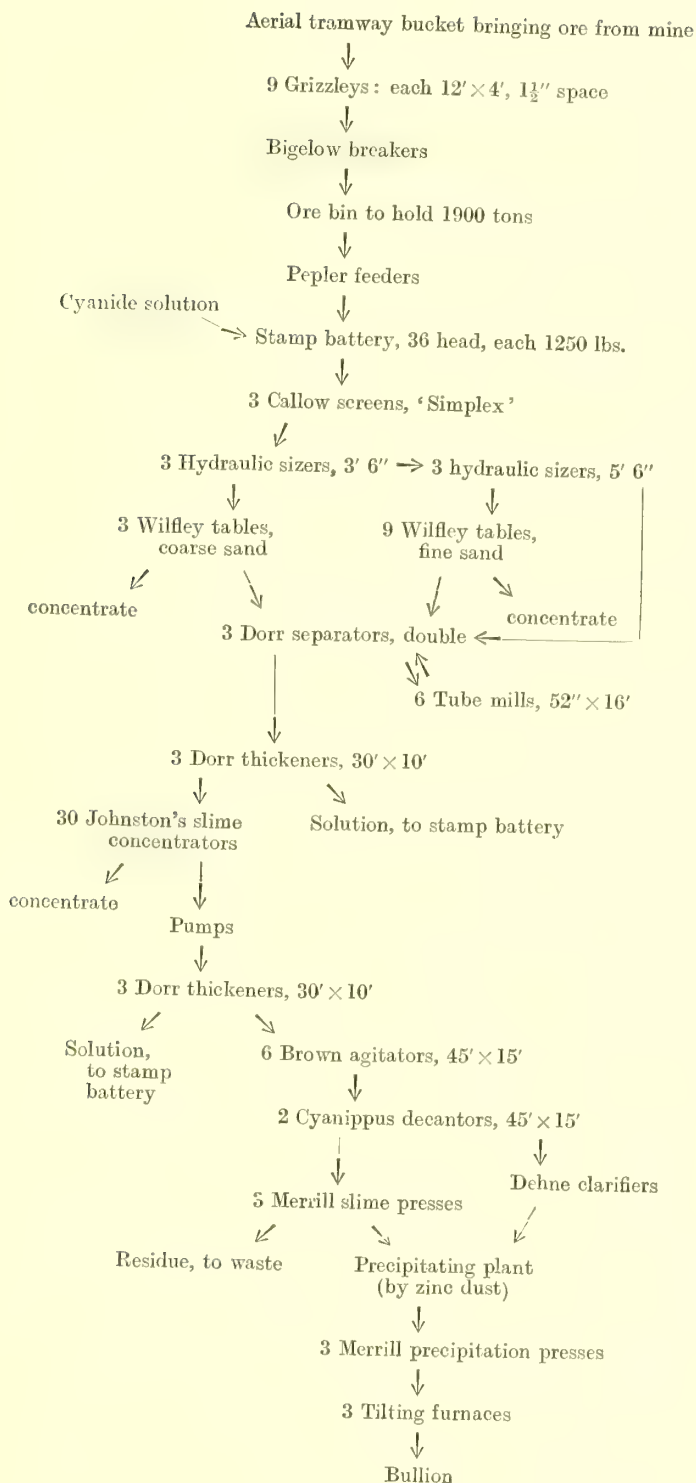 Aerial tramway bucket bringing ore from mine
9 Grizzleys: each 12′ × 4′, 1½″ space
Bigelow breakers
Ore bin to hold 1900 tons
Pepler feeders
Cyanide solution
Stamp battery, 36 head, each 1250 lbs.
3 Callow screens, ‘Simplex’
3 Hydraulic sizers, 3′ 6″ → 3 hydraulic sizers, 5′ 6″
3 Wilfley tables,
coarse sand
9 Wilfley tables,
fine sand
concentrate
concentrate
3 Dorr separators, double
6 Tube mills, 52″ × 16′
3 Dorr thickeners, 30′ × 10′
30 Johnston's slime
concentrators
Solution, to stamp battery
concentrate
Pumps
3 Dorr thickeners, 30′ × 10′
Solution,
to stamp
battery
6 Brown agitators, 45′ × 15′
2 Cyanippus decantors, 45′ × 15′
5 Merrill slime presses
Dehne clarifiers
Residue, to waste
Precipitating plant
(by zinc dust)
3 Merrill precipitation presses
3 Tilting furnaces
Bullion